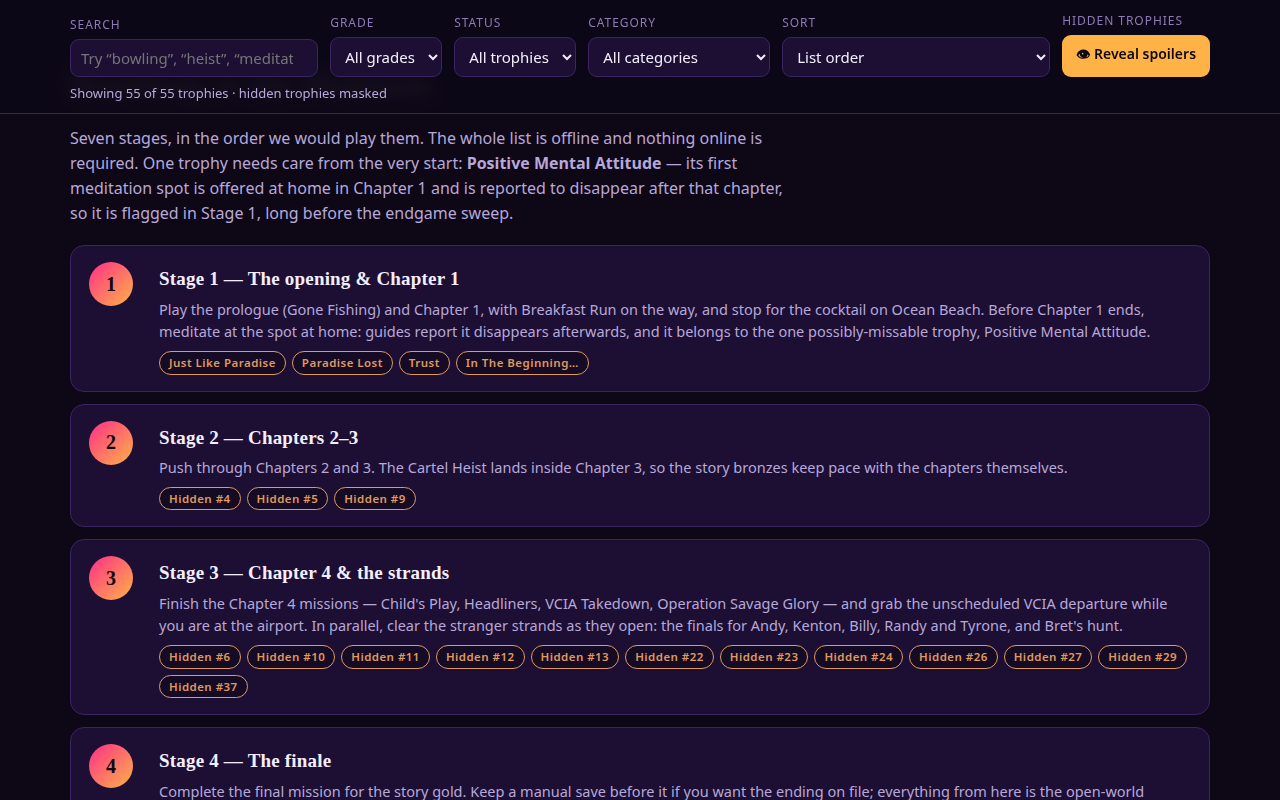 SEARCH
GRADE
STATUS
CATEGORY
SORT
HIDDEN TROPHIES
Try “bowling”, “heist”, “meditat
All grades
All trophies
All categories
List order
Reveal spoilers
Showing 55 of 55 trophies · hidden trophies masked
Seven stages, in the order we would play them. The whole list is offline and nothing online is
required. One trophy needs care from the very start: Positive Mental Attitude — its first
meditation spot is offered at home in Chapter 1 and is reported to disappear after that chapter,
so it is flagged in Stage 1, long before the endgame sweep.
1
Stage 1 — The opening & Chapter 1
Play the prologue (Gone Fishing) and Chapter 1, with Breakfast Run on the way, and stop for the cocktail on Ocean Beach. Before Chapter 1 ends,
meditate at the spot at home: guides report it disappears afterwards, and it belongs to the one possibly-missable trophy, Positive Mental Attitude.
Just Like Paradise
Paradise Lost
Trust
In The Beginning...
2
Stage 2 — Chapters 2–3
Push through Chapters 2 and 3. The Cartel Heist lands inside Chapter 3, so the story bronzes keep pace with the chapters themselves.
Hidden #4
Hidden #5
Hidden #9
3
Stage 3 — Chapter 4 & the strands
Finish the Chapter 4 missions — Child's Play, Headliners, VCIA Takedown, Operation Savage Glory — and grab the unscheduled VCIA departure while
you are at the airport. In parallel, clear the stranger strands as they open: the finals for Andy, Kenton, Billy, Randy and Tyrone, and Bret's hunt.
Hidden #6
Hidden #10
Hidden #11
Hidden #12
Hidden #13
Hidden #22
Hidden #23
Hidden #24
Hidden #26
Hidden #27
Hidden #29
Hidden #37
4
Stage 4 — The finale
Complete the final mission for the story gold. Keep a manual save before it if you want the ending on file; everything from here is the open-world